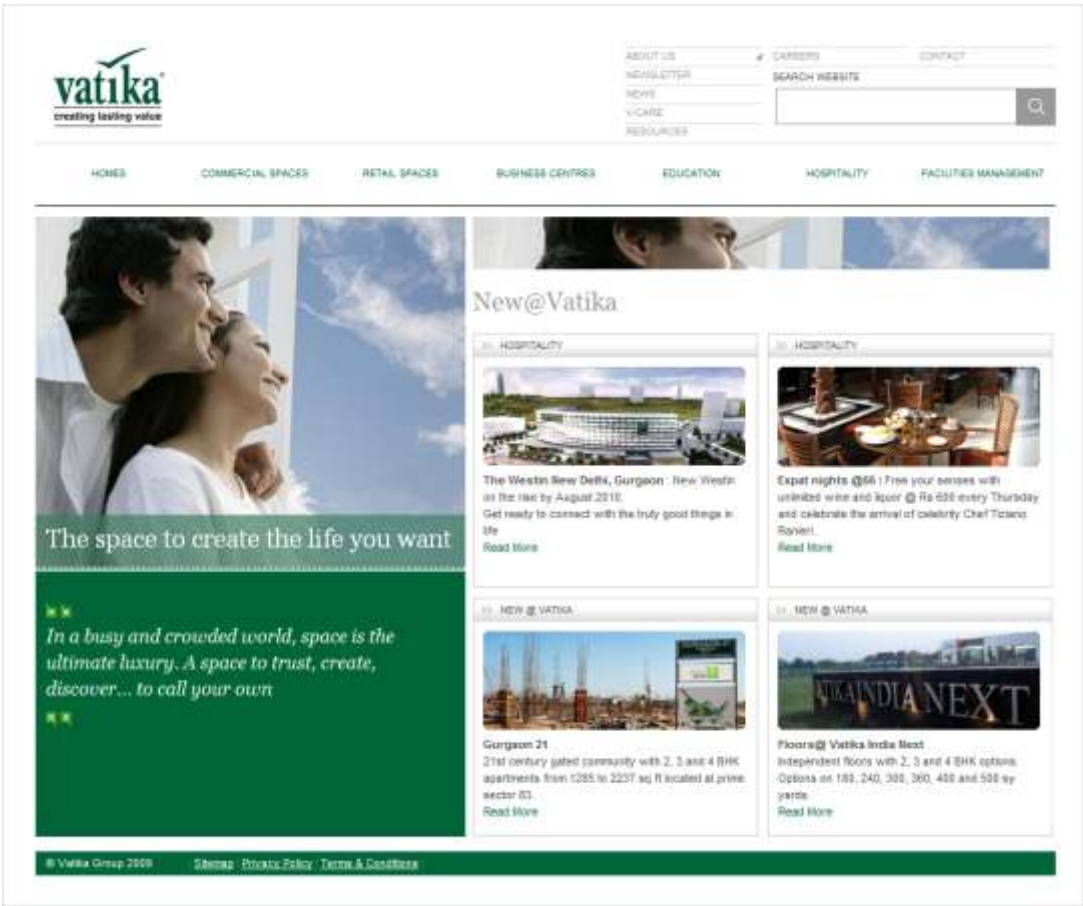 vatika
creating lasting value
ABOUT US
NEWSLETTER
NEWS
V-CARE
RESOURCES
CAREERS
CONTACT
SEARCH WEBSITE
HOMES
COMMERCIAL SPACES
RETAIL SPACES
BUSINESS CENTRES
EDUCATION
HOSPITALITY
FACILITIES MANAGEMENT
The space to create the life you want
In a busy and crowded world, space is the
ultimate luxury. A space to trust, create,
discover... to call your own
New@Vatika
HOSPITALITY
The Westin New Delhi, Gurgaon : New Westin
on the rise by August 2010.
Get ready to connect with the truly good things in
life
Read More
HOSPITALITY
Expat nights @66 : Free your senses with
unlimited wine and liquor @ Rs 600 every Thursday
and celebrate the arrival of celebrity Chef Tiziano
Ranieri.
Read More
NEW @ VATIKA
Gurgaon 21
21st century gated community with 2, 3 and 4 BHK
apartments from 1285 to 2237 sq ft located at prime
sector 83.
Read More
NEW @ VATIKA
VATIKA INDIA NEXT
Floors@ Vatika India Next
Independent floors with 2, 3 and 4 BHK options.
Options on 180, 240, 300, 360, 400 and 500 sy
yards.
Read More
© Vatika Group 2009
Sitemap Privacy Policy Terms & Conditions